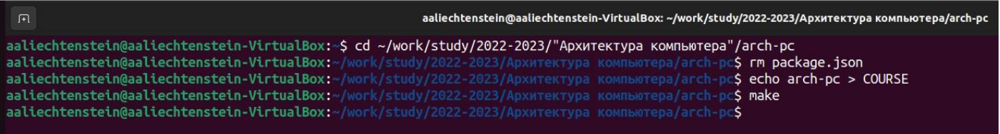 aaliechtenstein@aaliechtenstein-VirtualBox: ~/work/study/2022-2023/Архитектура компьютера/arch-pc
aaliechtenstein@aaliechtenstein-VirtualBox:~$ cd ~/work/study/2022-2023/"Архитектура компьютера"/arch-pc
aaliechtenstein@aaliechtenstein-VirtualBox:~/work/study/2022-2023/Архитектура компьютера/arch-pc$ rm package.json
aaliechtenstein@aaliechtenstein-VirtualBox:~/work/study/2022-2023/Архитектура компьютера/arch-pc$ echo arch-pc > COURSE
aaliechtenstein@aaliechtenstein-VirtualBox:~/work/study/2022-2023/Архитектура компьютера/arch-pc$ make
aaliechtenstein@aaliechtenstein-VirtualBox:~/work/study/2022-2023/Архитектура компьютера/arch-pc$